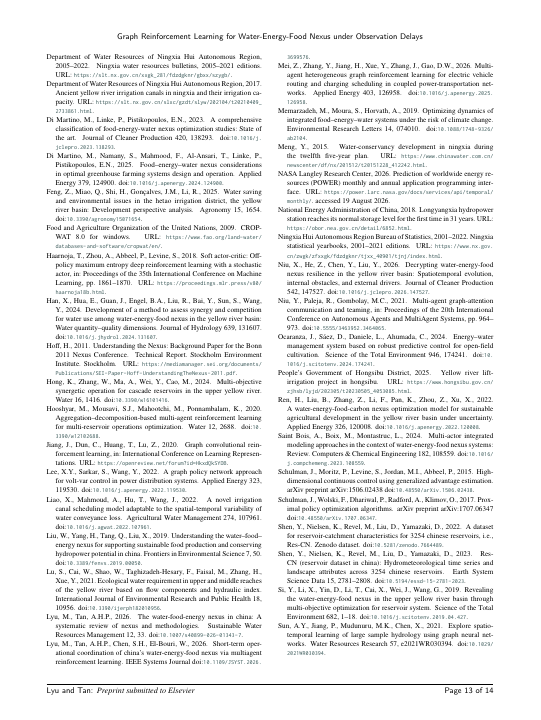 Graph Reinforcement Learning for Water-Energy-Food Nexus under Observation Delays
Department of Water Resources of Ningxia Hui Autonomous Region,
2005–2022. Ningxia water resources bulletins, 2005–2021 editions.
URL: https://slt.nx.gov.cn/xxgk_281/fdzdgknr/gbxx/szygb/.
Department of Water Resources of Ningxia Hui Autonomous Region, 2017.
Ancient yellow river irrigation canals in ningxia and their irrigation ca-
pacity. URL: https://slt.nx.gov.cn/slxc/gzdt/slyw/202104/t20210409_
2713861.html.
Di Martino, M., Linke, P., Pistikopoulos, E.N., 2023. A comprehensive
classification of food-energy-water nexus optimization studies: State of
the art. Journal of Cleaner Production 420, 138293. doi:10.1016/j.
jclepro.2023.138293.
Di Martino, M., Namany, S., Mahmood, F., Al-Ansari, T., Linke, P.,
Pistikopoulos, E.N., 2025. Food-energy-water nexus considerations
in optimal greenhouse farming systems design and operation. Applied
Energy 379, 124900. doi:10.1016/j.apenergy.2024.124900.
Feng, Z., Miao, Q., Shi, H., Gonçalves, J.M., Li, X., 2025. Water saving
and environmental issues in the hetao irrigation district, the yellow
river basin: Development perspective analysis. Agronomy 15, 1654.
doi:10.3390/agronomy15071654.
Food and Agriculture Organization of the United Nations, 2009. CROP-
WAT 8.0 for windows. URL: https://www.fao.org/land-water/
databases-and-software/cropwat/en/.
Haarnoja, T., Zhou, A., Abbeel, P., Levine, S., 2018. Soft actor-critic: Off-
policy maximum entropy deep reinforcement learning with a stochastic
actor, in: Proceedings of the 35th International Conference on Machine
Learning, pp. 1861–1870. URL: https://proceedings.mlr.press/v80/
haarnoja18b.html.
Han, X., Hua, E., Guan, J., Engel, B.A., Liu, R., Bai, Y., Sun, S., Wang,
Y., 2024. Development of a method to assess synergy and competition
for water use among water-energy-food nexus in the yellow river basin:
Water quantity–quality dimensions. Journal of Hydrology 639, 131607.
doi:10.1016/j.jhydrol.2024.131607.
Hoff, H., 2011. Understanding the Nexus: Background Paper for the Bonn
2011 Nexus Conference. Technical Report. Stockholm Environment
Institute. Stockholm. URL: https://mediamanager.sei.org/documents/
Publications/SEI-Paper-Hoff-UnderstandingTheNexus-2011.pdf.
Hong, K., Zhang, W., Ma, A., Wei, Y., Cao, M., 2024. Multi-objective
synergetic operation for cascade reservoirs in the upper yellow river.
Water 16, 1416. doi:10.3390/w16101416.
Hooshyar, M., Mousavi, S.J., Mahootchi, M., Ponnambalam, K., 2020.
Aggregation–decomposition-based multi-agent reinforcement learning
for multi-reservoir operations optimization. Water 12, 2688. doi:10.
3390/w12102688.
Jiang, J., Dun, C., Huang, T., Lu, Z., 2020. Graph convolutional rein-
forcement learning, in: International Conference on Learning Represen-
tations. URL: https://openreview.net/forum?id=HkxdQkSYDB.
Lee, X.Y., Sarkar, S., Wang, Y., 2022. A graph policy network approach
for volt-var control in power distribution systems. Applied Energy 323,
119530. doi:10.1016/j.apenergy.2022.119530.
Liao, X., Mahmoud, A., Hu, T., Wang, J., 2022. A novel irrigation
canal scheduling model adaptable to the spatial-temporal variability of
water conveyance loss. Agricultural Water Management 274, 107961.
doi:10.1016/j.agwat.2022.107961.
Liu, W., Yang, H., Tang, Q., Liu, X., 2019. Understanding the water–food–
energy nexus for supporting sustainable food production and conserving
hydropower potential in china. Frontiers in Environmental Science 7, 50.
doi:10.3389/fenvs.2019.00050.
Lu, S., Cai, W., Shao, W., Taghizadeh-Hesary, F., Faisal, M., Zhang, H.,
Xue, Y., 2021. Ecological water requirement in upper and middle reaches
of the yellow river based on flow components and hydraulic index.
International Journal of Environmental Research and Public Health 18,
10956. doi:10.3390/ijerph182010956.
Lyu, M., Tan, A.H.P., 2026. The water-food-energy nexus in china: A
systematic review of nexus and methodologies. Sustainable Water
Resources Management 12, 33. doi:10.1007/s40899-026-01343-7.
Lyu, M., Tan, A.H.P., Chen, S.H., El-Bouri, W., 2026. Short-term oper-
ational coordination of china's water-energy-food nexus via multiagent
reinforcement learning. IEEE Systems Journal doi:10.1109/JSYST.2026.
3699576.
Mei, Z., Zhang, Y., Jiang, H., Xue, Y., Zhang, J., Gao, D.W., 2026. Multi-
agent heterogeneous graph reinforcement learning for electric vehicle
routing and charging scheduling in coupled power-transportation net-
works. Applied Energy 403, 126958. doi:10.1016/j.apenergy.2025.
126958.
Memarzadeh, M., Moura, S., Horvath, A., 2019. Optimizing dynamics of
integrated food–energy–water systems under the risk of climate change.
Environmental Research Letters 14, 074010. doi:10.1088/1748-9326/
ab2104.
Meng, Y., 2015. Water-conservancy development in ningxia during
the twelfth five-year plan. URL: https://www.chinawater.com.cn/
newscenter/df/nx/201512/t20151228_412242.html.
NASA Langley Research Center, 2026. Prediction of worldwide energy re-
sources (POWER) monthly and annual application programming inter-
face. URL: https://power.larc.nasa.gov/docs/services/api/temporal/
monthly/. accessed 19 August 2026.
National Energy Administration of China, 2018. Longyangxia hydropower
station reaches its normal storage level for the first time in 31 years. URL:
https://obor.nea.gov.cn/detail/6852.html.
Ningxia Hui Autonomous Region Bureau of Statistics, 2001–2022. Ningxia
statistical yearbooks, 2001–2021 editions. URL: https://www.nx.gov.
cn/zwgk/zfxxgk/fdzdgknr/tjxx_40901/tjnj/index.html.
Niu, X., He, Z., Chen, Y., Liu, Y., 2026. Decrypting water-energy-food
nexus resilience in the yellow river basin: Spatiotemporal evolution,
internal obstacles, and external drivers. Journal of Cleaner Production
542, 147527. doi:10.1016/j.jclepro.2026.147527.
Niu, Y., Paleja, R., Gombolay, M.C., 2021. Multi-agent graph-attention
communication and teaming, in: Proceedings of the 20th International
Conference on Autonomous Agents and MultiAgent Systems, pp. 964–
973. doi:10.5555/3463952.3464065.
Ocaranza, J., Sáez, D., Daniele, L., Ahumada, C., 2024. Energy–water
management system based on robust predictive control for open-field
cultivation. Science of the Total Environment 946, 174241. doi:10.
1016/j.scitotenv.2024.174241.
People's Government of Hongsibu District, 2025. Yellow river lift-
irrigation project in hongsibu. URL: https://www.hongsibu.gov.cn/
zjhsb/ljyd/202305/t20230505_4053085.html.
Ren, H., Liu, B., Zhang, Z., Li, F., Pan, K., Zhou, Z., Xu, X., 2022.
A water-energy-food-carbon nexus optimization model for sustainable
agricultural development in the yellow river basin under uncertainty.
Applied Energy 326, 120008. doi:10.1016/j.apenergy.2022.120008.
Saint Bois, A., Boix, M., Montastruc, L., 2024. Multi-actor integrated
modeling approaches in the context of water-energy-food nexus systems:
Review. Computers & Chemical Engineering 182, 108559. doi:10.1016/
j.compchemeng.2023.108559.
Schulman, J., Moritz, P., Levine, S., Jordan, M.I., Abbeel, P., 2015. High-
dimensional continuous control using generalized advantage estimation.
arXiv preprint arXiv:1506.02438 doi:10.48550/arXiv.1506.02438.
Schulman, J., Wolski, F., Dhariwal, P., Radford, A., Klimov, O., 2017. Prox-
imal policy optimization algorithms. arXiv preprint arXiv:1707.06347
doi:10.48550/arXiv.1707.06347.
Shen, Y., Nielsen, K., Revel, M., Liu, D., Yamazaki, D., 2022. A dataset
for reservoir-catchment characteristics for 3254 chinese reservoirs, i.e.,
Res-CN. Zenodo. dataset. doi:10.5281/zenodo.7664489.
Shen, Y., Nielsen, K., Revel, M., Liu, D., Yamazaki, D., 2023. Res-
CN (reservoir dataset in china): Hydrometeorological time series and
landscape attributes across 3254 chinese reservoirs. Earth System
Science Data 15, 2781–2808. doi:10.5194/essd-15-2781-2023.
Si, Y., Li, X., Yin, D., Li, T., Cai, X., Wei, J., Wang, G., 2019. Revealing
the water-energy-food nexus in the upper yellow river basin through
multi-objective optimization for reservoir system. Science of the Total
Environment 682, 1–18. doi:10.1016/j.scitotenv.2019.04.427.
Sun, A.Y., Jiang, P., Mudunuru, M.K., Chen, X., 2021. Explore spatio-
temporal learning of large sample hydrology using graph neural net-
works. Water Resources Research 57, e2021WR030394. doi:10.1029/
2021WR030394.
Lyu and Tan: Preprint submitted to Elsevier
Page 13 of 14